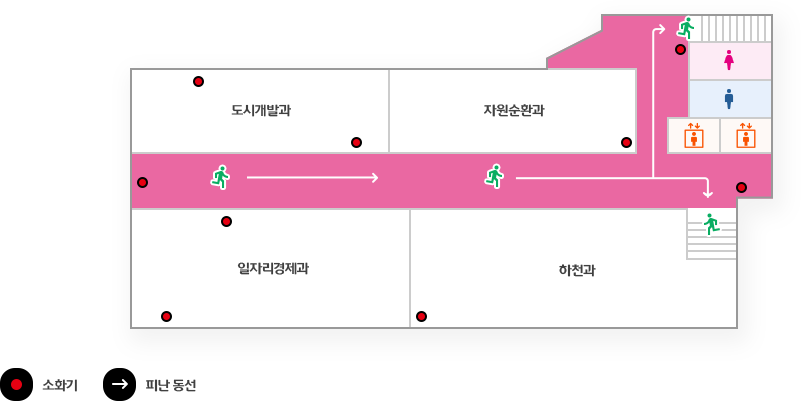 도시개발과
자원순환과
일자리경제과
하천과
소화기
피난 동선